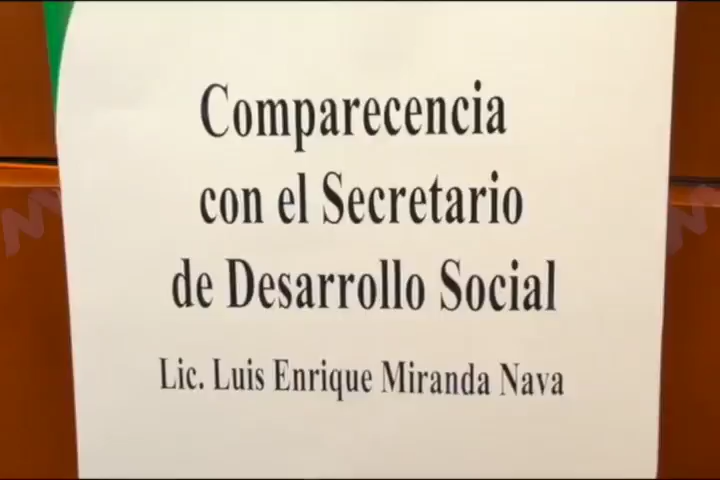 Comparecencia
con el Secretario
de Desarrollo Social
Lic. Luis Enrique Miranda Nava